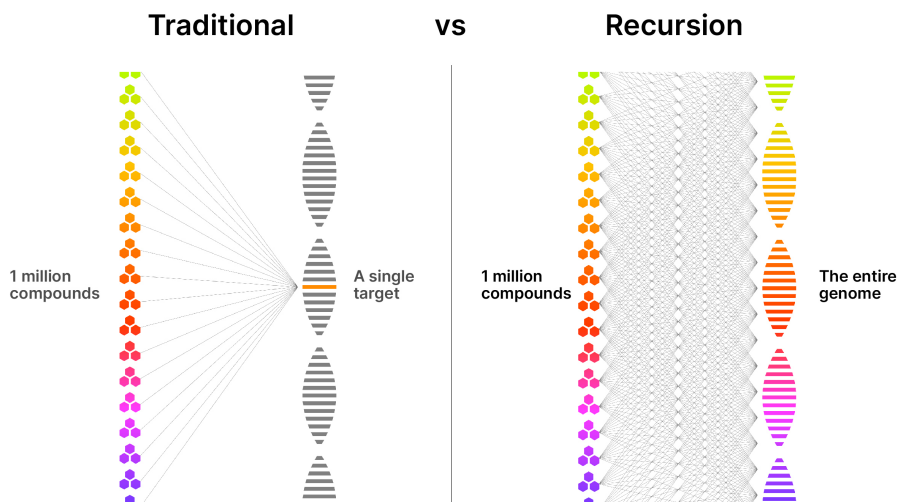 Traditional
vs
Recursion
1 million
compounds
A single
target
1 million
compounds
The entire
genome